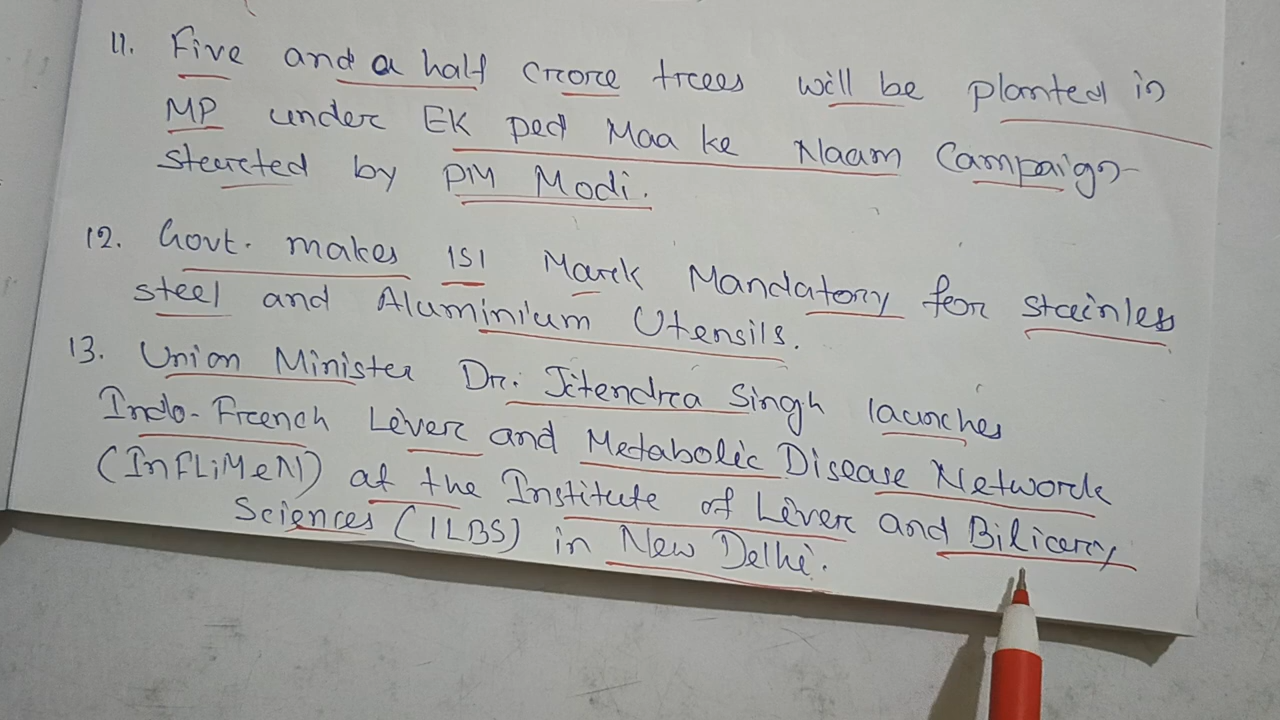 11. Five and a half crore trees will be planted in
MP under EK ped Maa ke Naam Campaign
started by PM Modi.
12. Govt. makes ISI Mark Mandatory for stainless
steel and Aluminium Utensils.
13. Union Minister Dr. Jitendra Singh launches
Indo-French Liver and Metabolic Disease Network
(InFLiMeN) at the Institute of Liver and Biliary
Sciences (ILBS) in New Delhi.